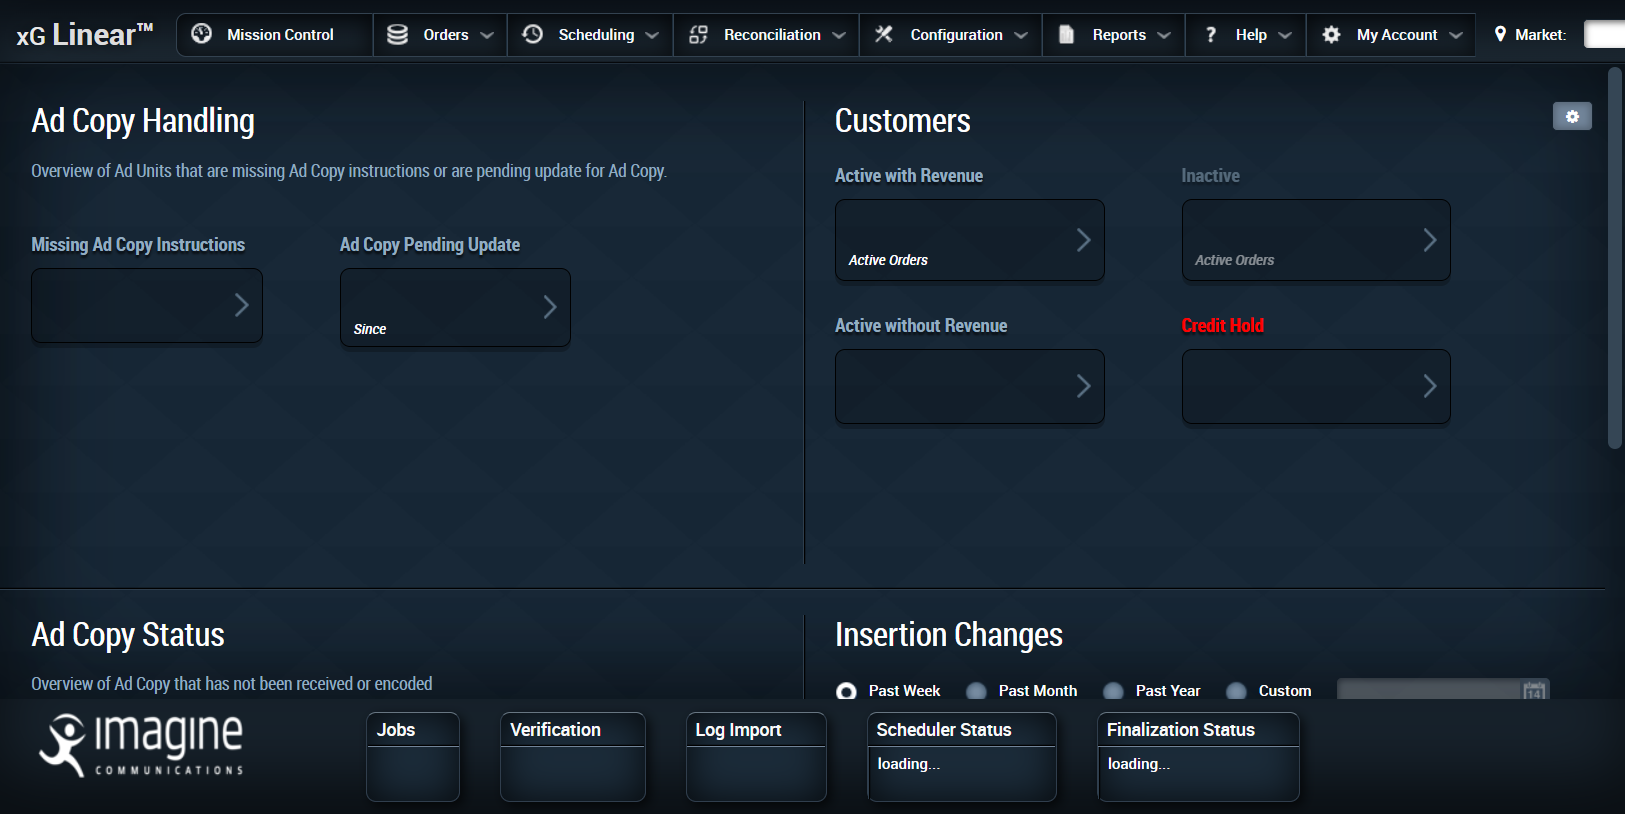 xG Linear™
Mission Control
Orders
Scheduling
Reconciliation
Configuration
Reports
? Help
My Account
Market:
Ad Copy Handling
Overview of Ad Units that are missing Ad Copy instructions or are pending update for Ad Copy.
Missing Ad Copy Instructions
Ad Copy Pending Update
Since
Customers
Active with Revenue
Active Orders
Inactive
Active Orders
Active without Revenue
Credit Hold
Ad Copy Status
Overview of Ad Copy that has not been received or encoded
Insertion Changes
Past Week
Past Month
Past Year
Custom
14
imagine
COMMUNICATIONS
Jobs
Verification
Log Import
Scheduler Status
loading...
Finalization Status
loading...